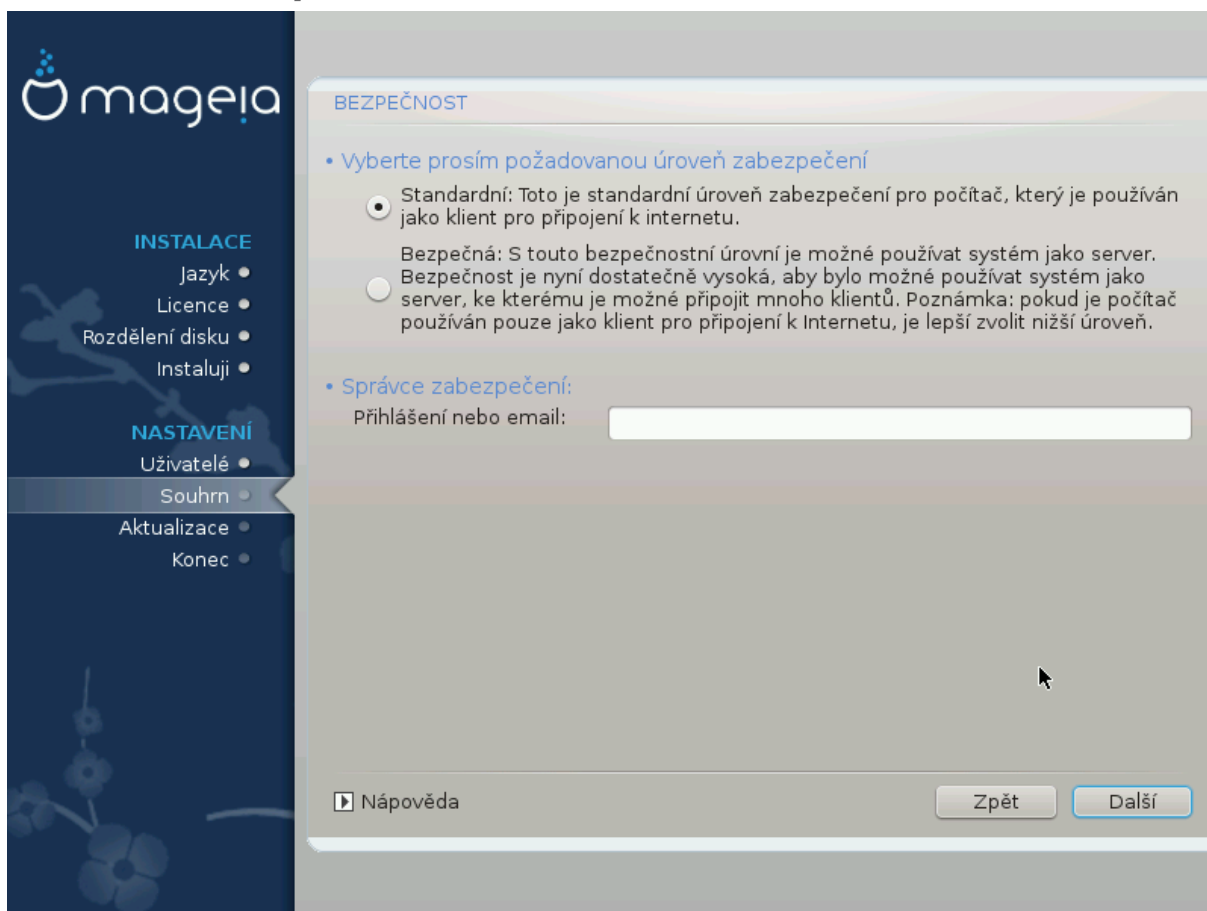 mageia
INSTALACE
Jazyk
Licence
Rozdělení disku
Instaluji
NASTAVENÍ
Uživatelé
Souhrn
Aktualizace
Konec
BEZPEČNOST
• Vyberte prosím požadovanou úroveň zabezpečení
Standardní: Toto je standardní úroveň zabezpečení pro počítač, který je používán
jako klient pro připojení k internetu.
Bezpečná: S touto bezpečnostní úrovní je možné používat systém jako server.
Bezpečnost je nyní dostatečně vysoká, aby bylo možné používat systém jako
server, ke kterému je možné připojit mnoho klientů. Poznámka: pokud je počítač
používán pouze jako klient pro připojení k Internetu, je lepší zvolit nižší úroveň.
• Správce zabezpečení:
Přihlášení nebo email:
Nápověda
Zpět
Další